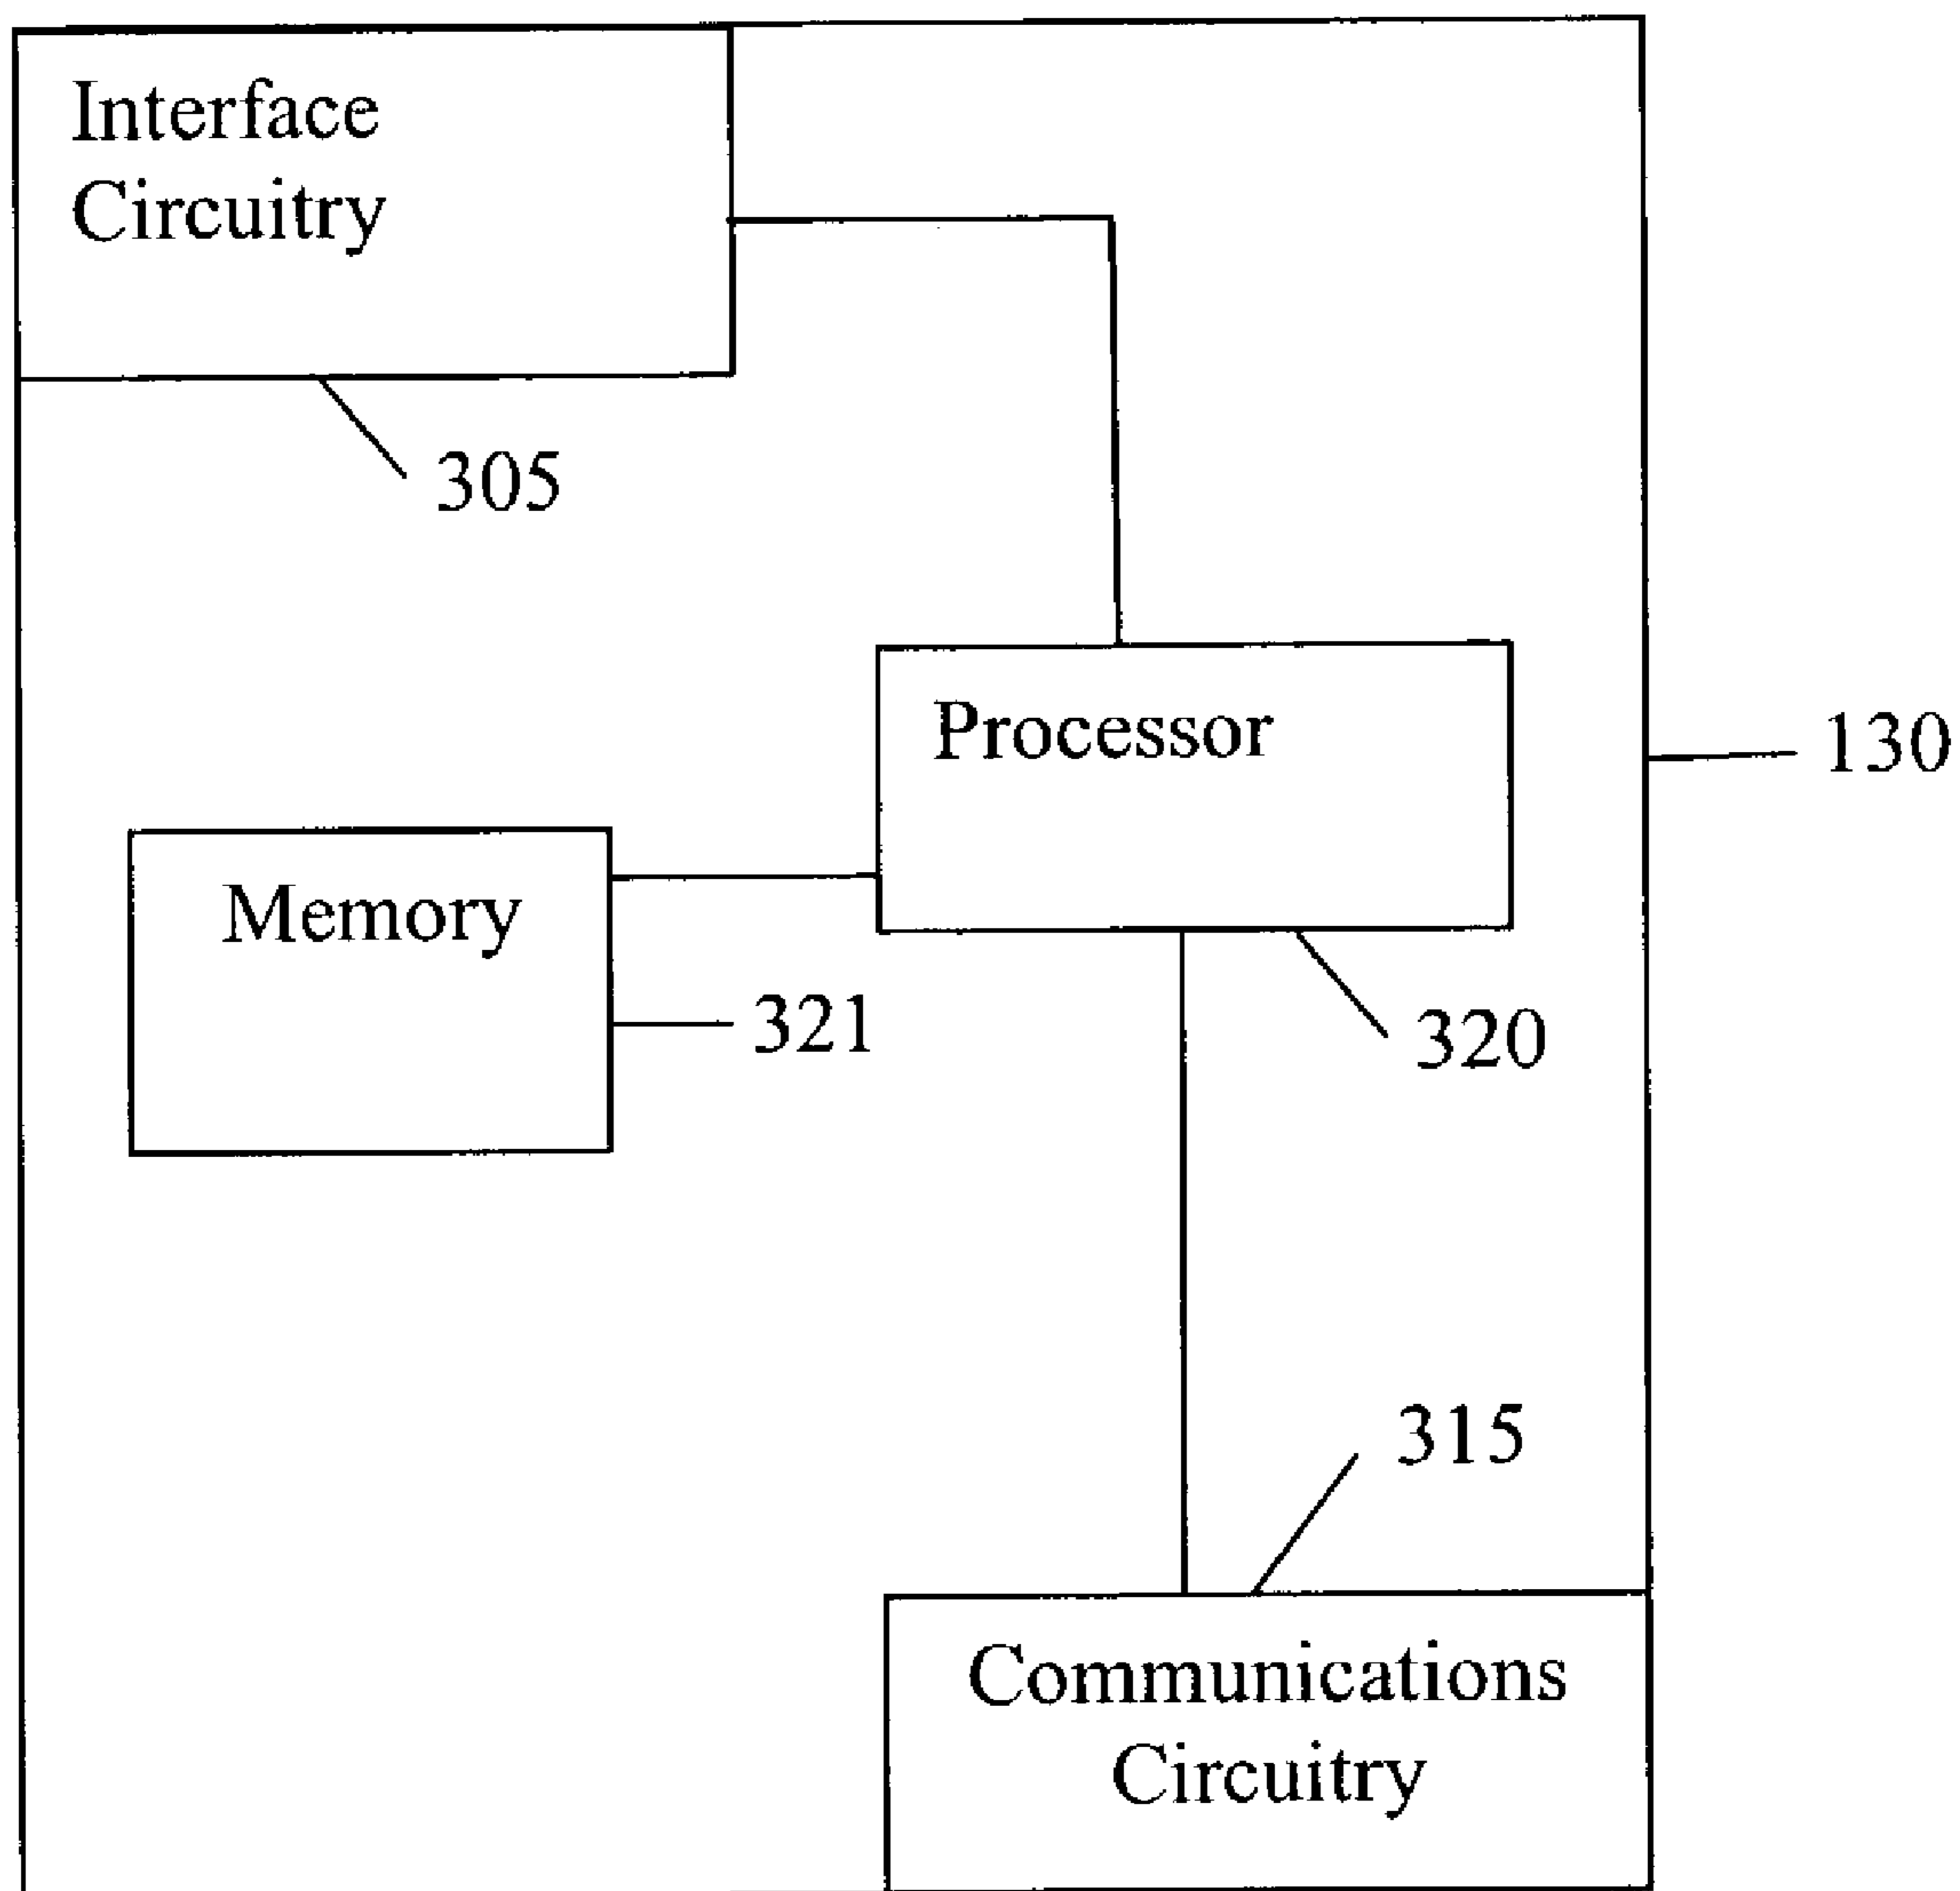 Interface
Circuitry
305
Processor
130
Memory
321
320
315
Communications
Circuitry